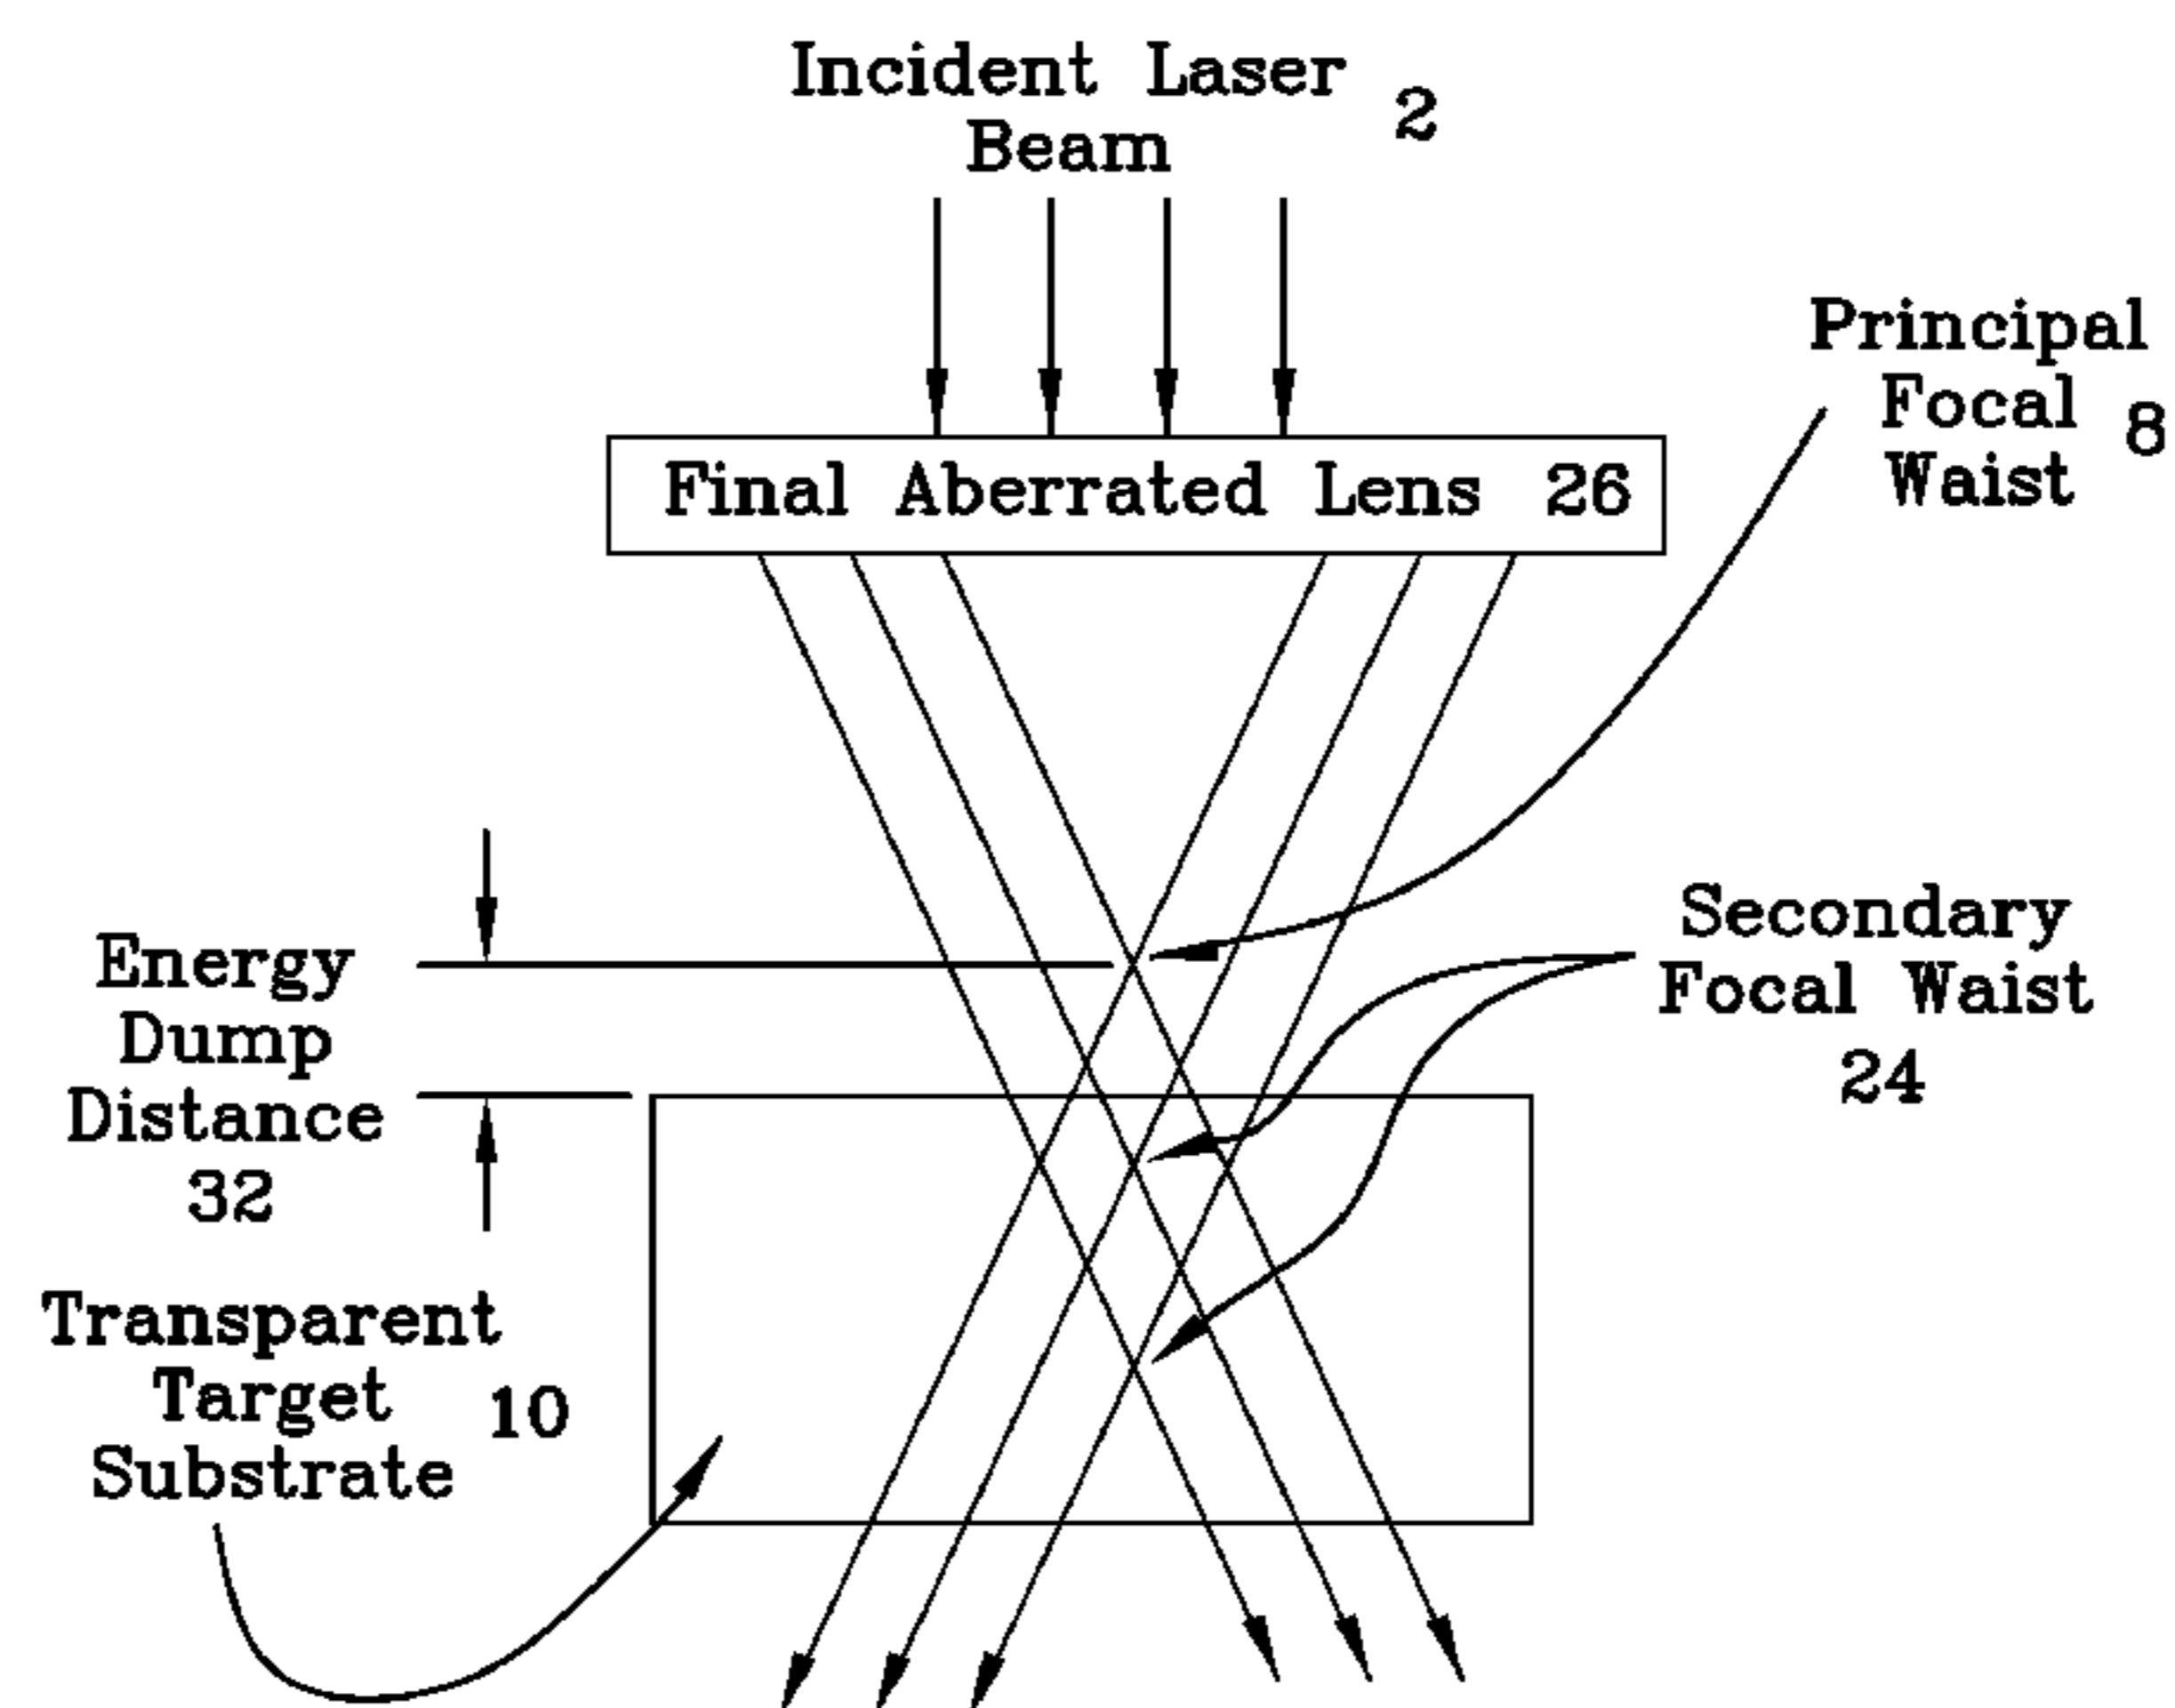 Incident Laser
Beam 2
Final Aberrated Lens 26
Principal
Focal 8
Waist
Secondary
Focal Waist
24
Energy
Dump
Distance
32
Transparent
Target 10
Substrate